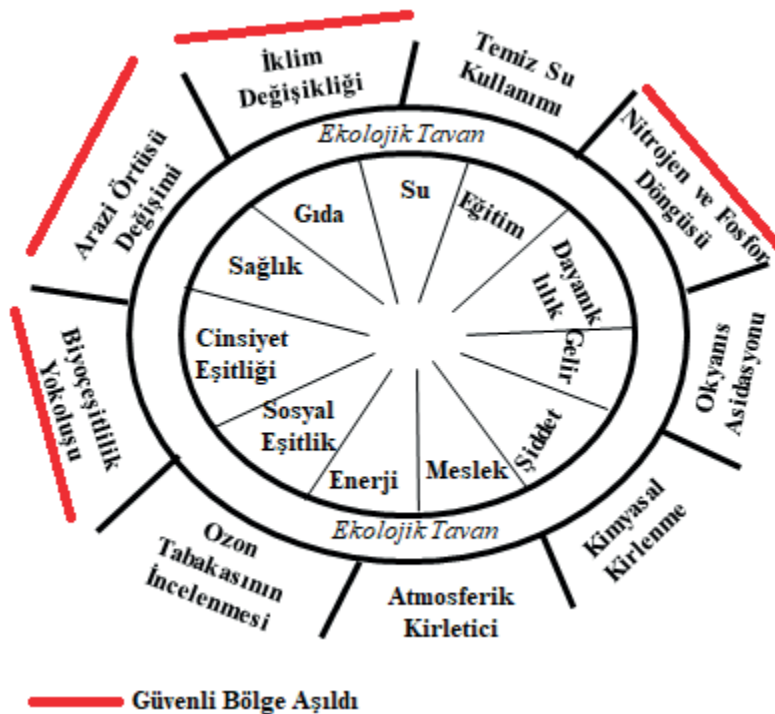 İklim
Değişikliği
Temiz Su
Kullanımı
Nitrojen ve Fosfor
Döngüsü
Okyanıs
Asidasyonu
Kimyasal
Kirlenme
Atmosferik
Kirletici
Ozon
Tabakasının
İncelenmesi
Biyoçeşitlilik
Yokoluşu
Arazi Örtüsü
Değişimi
Ekolojik Tavan
Su
Eğitim
Dayanık
lılık
Gelir
Şiddet
Meslek
Enerji
Sosyal
Eşitlik
Cinsiyet
Eşitliği
Sağlık
Gıda
Ekolojik Tavan
Güvenli Bölge Aşıldı